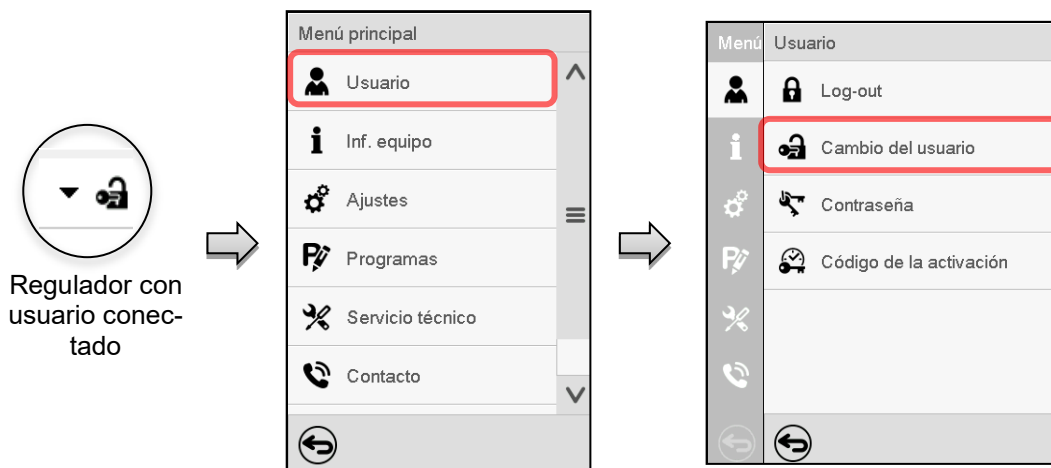 Regulador con
usuario conec-
tado
Menú principal
Usuario
Inf. equipo
Ajustes
Programas
Servicio técnico
Contacto
Menú
Usuario
Log-out
Cambio del usuario
Contraseña
Código de la activación